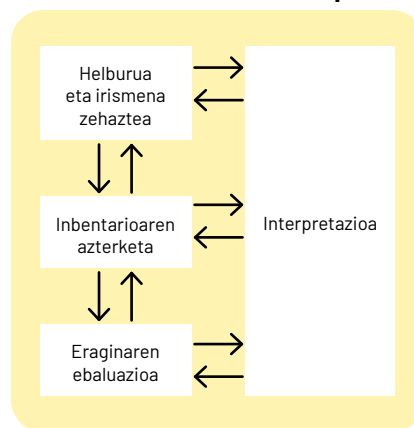 Helburua
eta irismena
zehaztea
Inbentarioaren
azterketa
Interpretazioa
Eraginaren
ebaluazioa